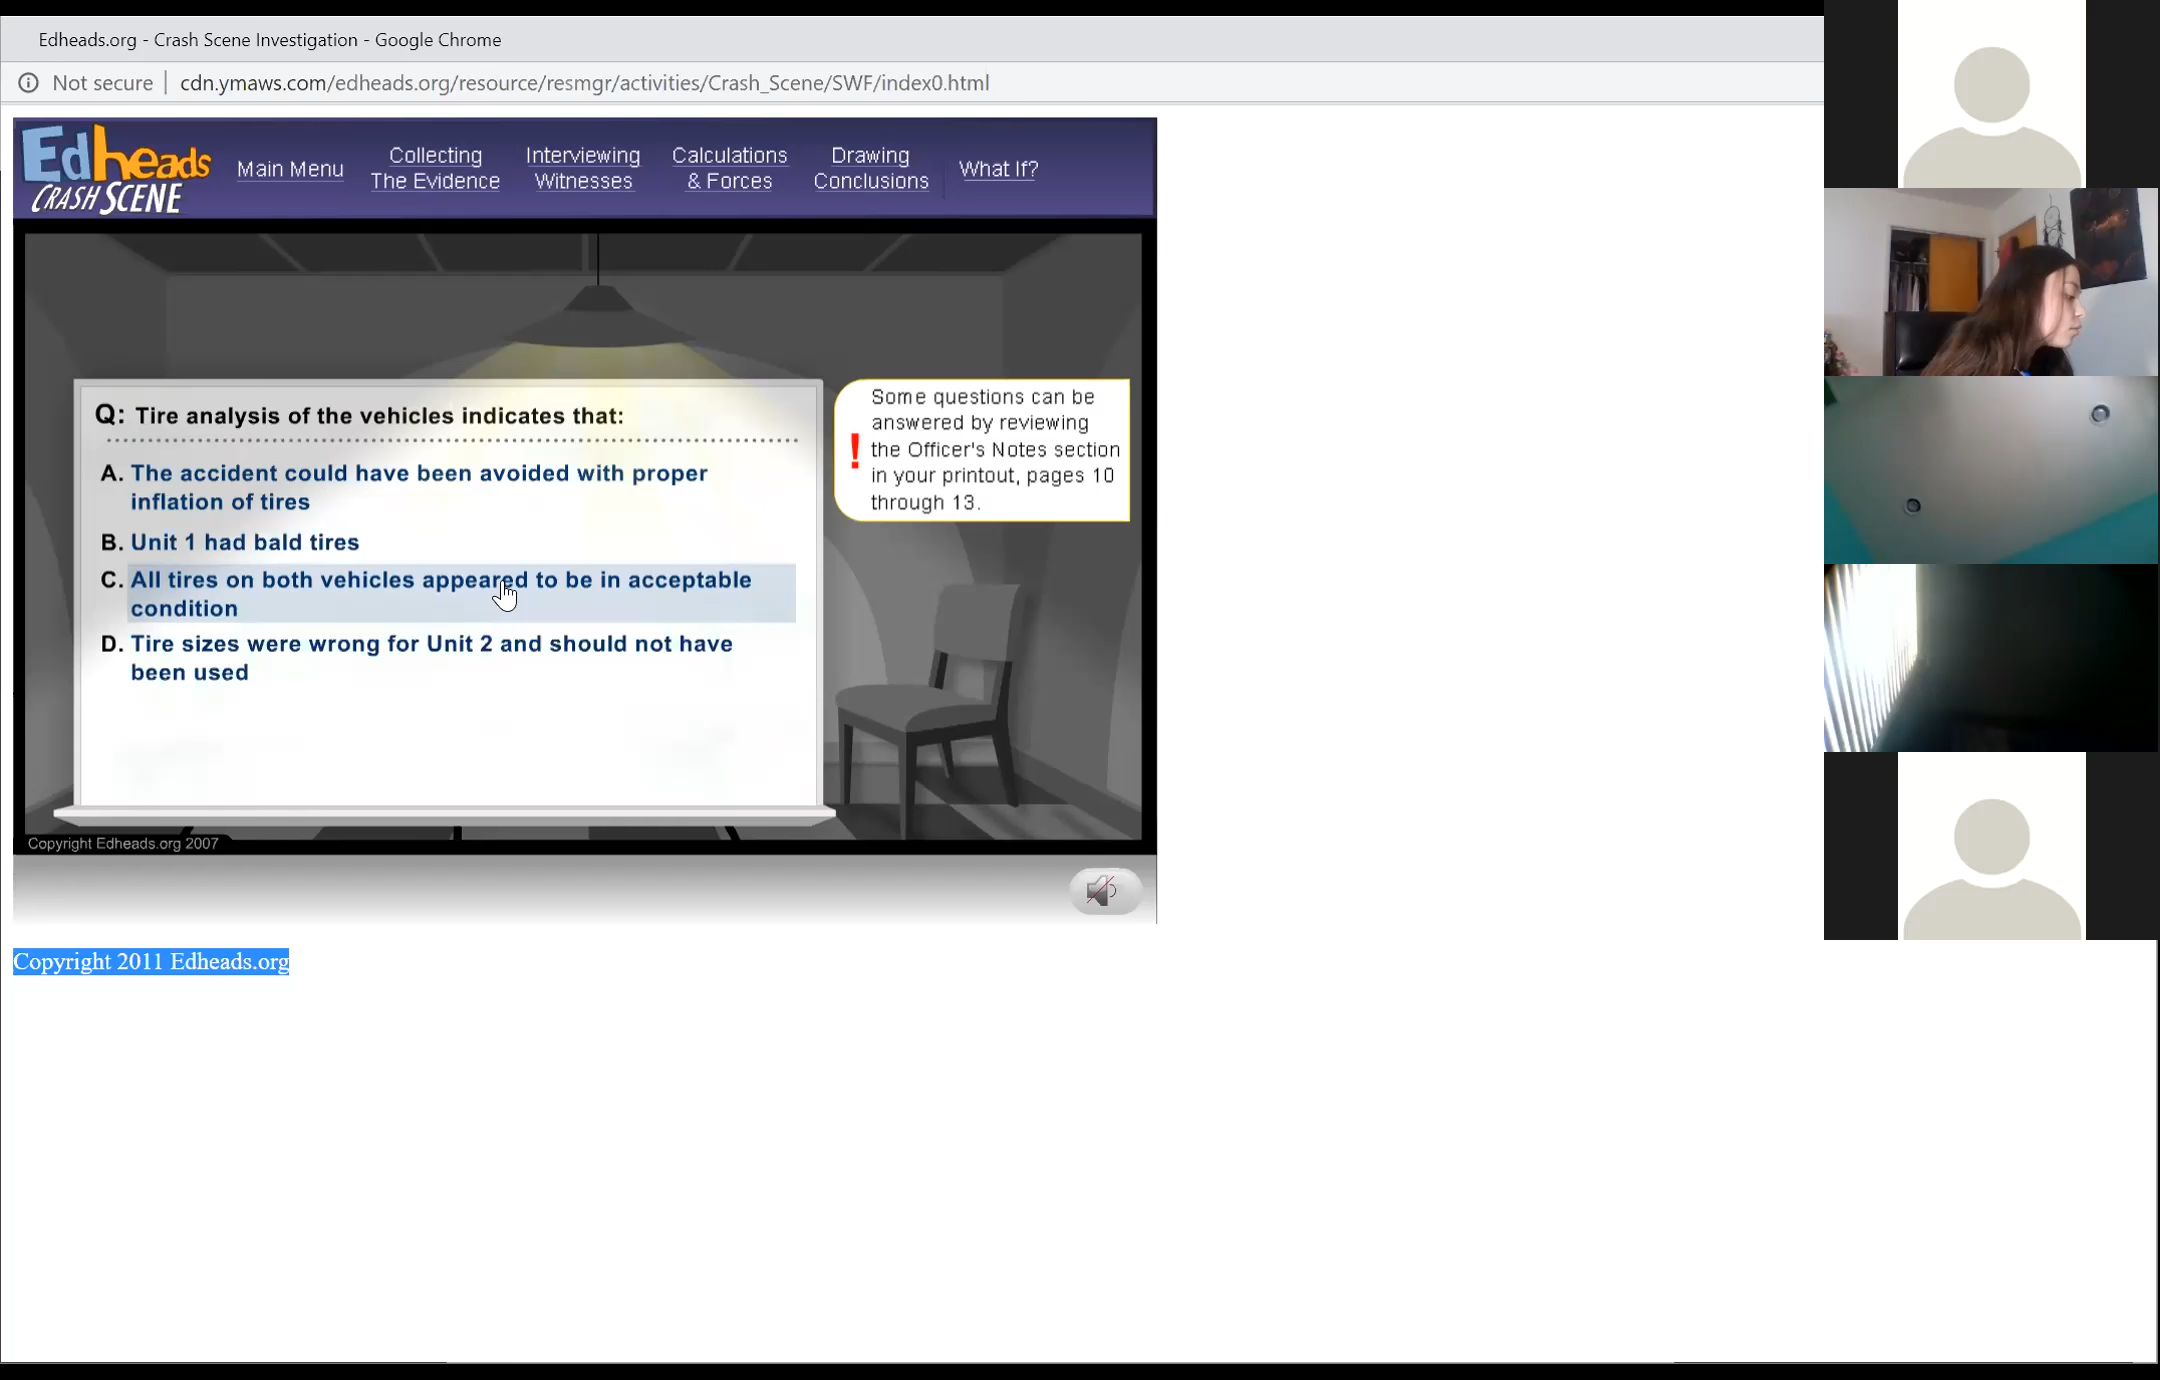 Edheads.org - Crash Scene Investigation - Google Chrome
Not secure | cdn.ymaws.com/edheads.org/resource/resmgr/activities/Crash_Scene/SWF/index0.html
Edheads
CRASH SCENE
Main Menu
Collecting
The Evidence
Interviewing
Witnesses
Calculations
& Forces
Drawing
Conclusions
What If?
Q: Tire analysis of the vehicles indicates that:
A. The accident could have been avoided with proper
inflation of tires
B. Unit 1 had bald tires
C. All tires on both vehicles appeared to be in acceptable
condition
D. Tire sizes were wrong for Unit 2 and should not have
been used
! Some questions can be
answered by reviewing
the Officer's Notes section
in your printout, pages 10
through 13.
Copyright Edheads.org 2007
Copyright 2011 Edheads.org